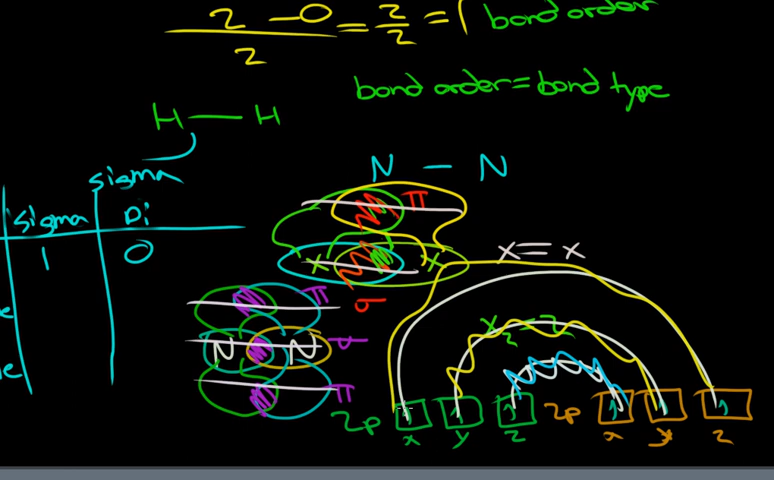 2 - 0 = 2 = 1 bond order
2 2
bond order = bond type
H — H
sigma
N — N
sigma Pi
1 0
π
X X X = X
σ
π
X = Z
N N σ
π
2p 2p
x y z x y z